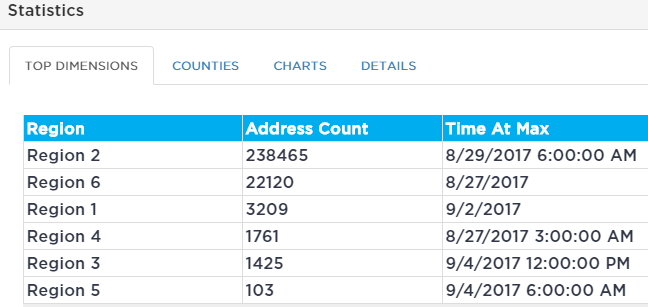 Statistics
TOP DIMENSIONS COUNTIES CHARTS DETAILS
Region Address Count Time At Max
Region 2 238465 8/29/2017 6:00:00 AM
Region 6 22120 8/27/2017
Region 1 3209 9/2/2017
Region 4 1761 8/27/2017 3:00:00 AM
Region 3 1425 9/4/2017 12:00:00 PM
Region 5 103 9/4/2017 6:00:00 AM